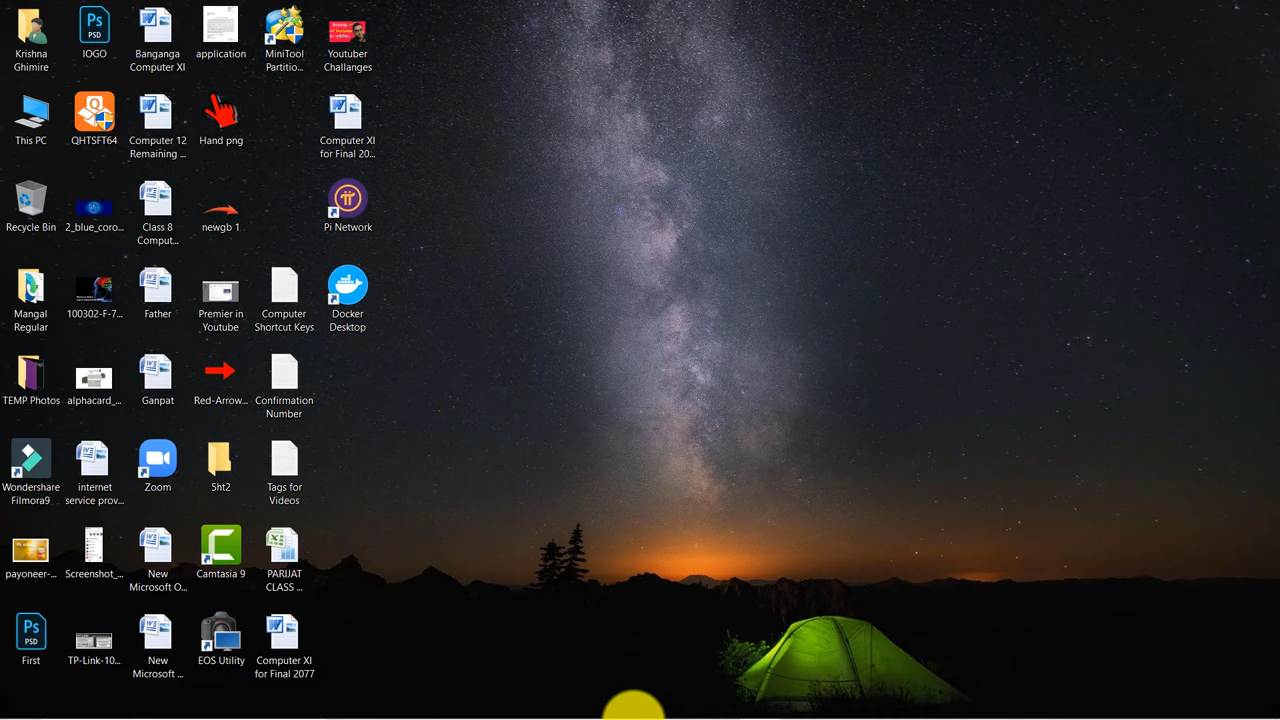 Krishna
Ghimire
IOGO
Banganga
Computer XI
application
MiniTool
Partitio...
Youtuber
Challanges
This PC
QHTSFT64
Computer 12
Remaining ...
Hand png
Computer XI
for Final 20...
Recycle Bin
2_blue_coro...
Class 8
Comput...
newgb 1
Pi Network
Mangal
Regular
100302-F-7...
Father
Premier in
Youtube
Computer
Shortcut Keys
Docker
Desktop
TEMP Photos
alphacard_...
Ganpat
Red-Arrow...
Confirmation
Number
Wondershare
Filmora9
internet
service prov...
Zoom
5ht2
Tags for
Videos
payoneer-...
Screenshot_...
New
Microsoft O...
Camtasia 9
PARIJAT
CLASS ...
First
TP-Link-10...
New
Microsoft ...
EOS Utility
Computer XI
for Final 2077
Ps
PSD
Ps
PSD